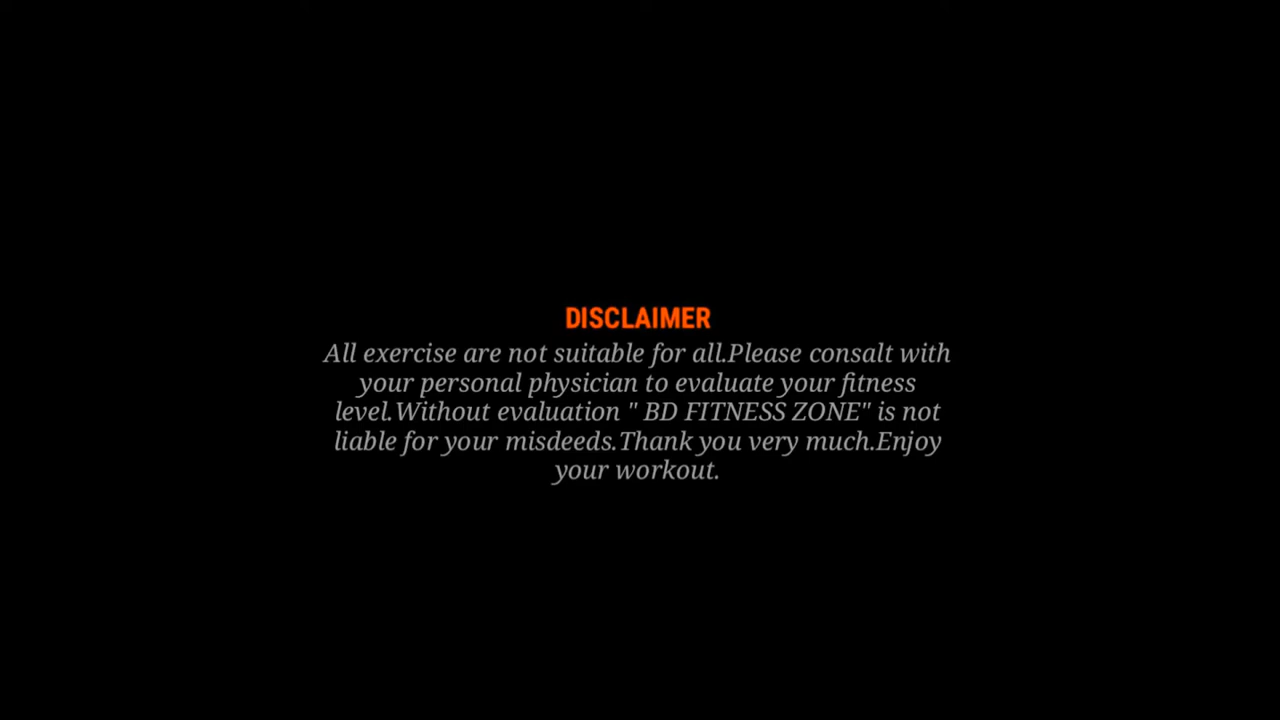 DISCLAIMER
All exercise are not suitable for all.Please consalt with
your personal physician to evaluate your fitness
level.Without evaluation " BD FITNESS ZONE" is not
liable for your misdeeds.Thank you very much.Enjoy
your workout.